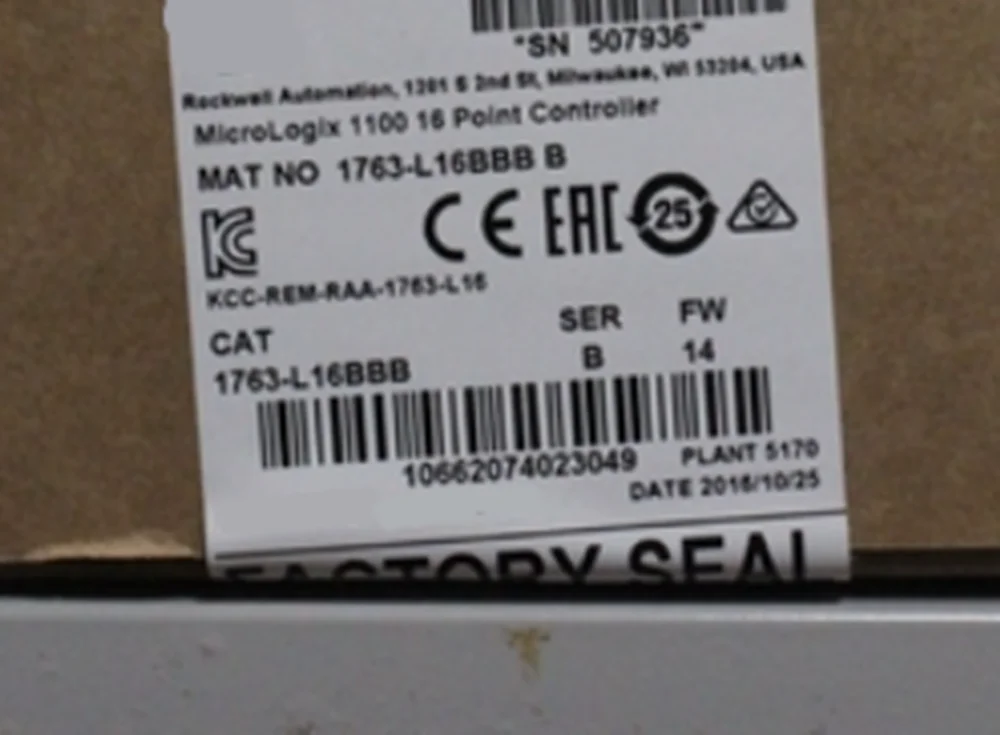 "SN 507936"
Rockwell Automation, 1201 S 2nd St, Milwaukee, WI 53204, USA
MicroLogix 1100 16 Point Controller
MAT NO 1763-L16BBB B
KC CE EAC 25
KCC-REM-RAA-1763-L16
CAT SER FW
1763-L16BBB B 14
10662074023049 PLANT 5170
DATE 2016/10/25
FACTORY SEAL